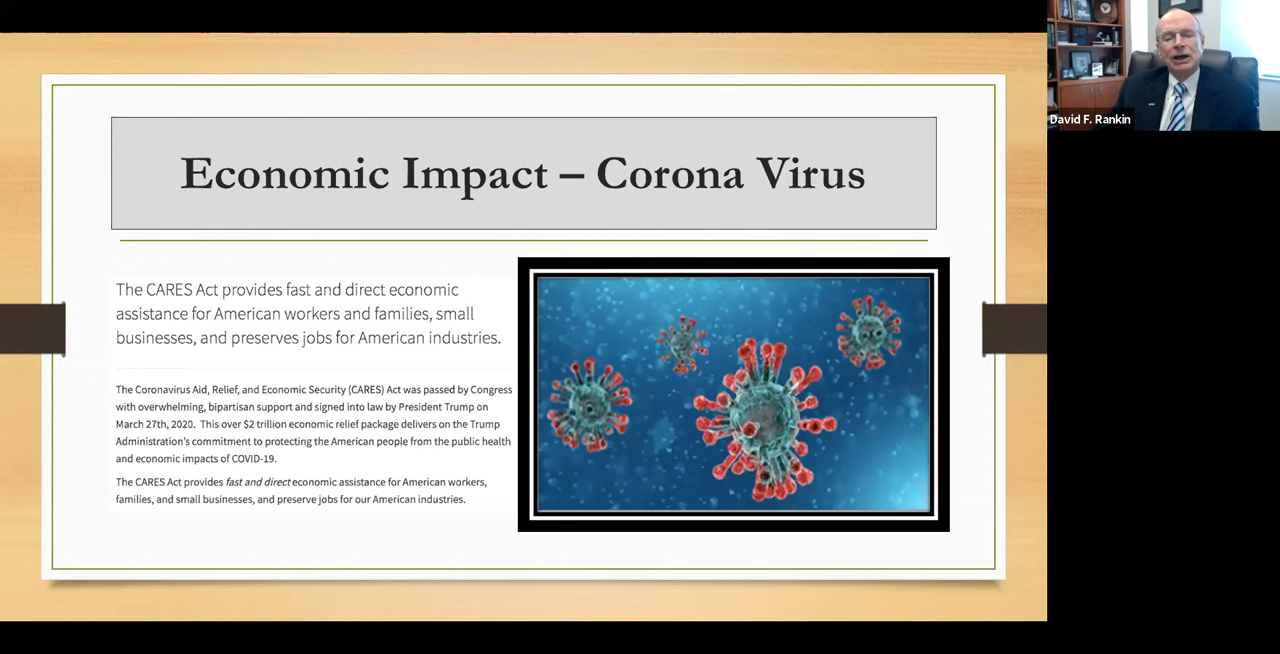 Economic Impact – Corona Virus
The CARES Act provides fast and direct economic
assistance for American workers and families, small
businesses, and preserves jobs for American industries.
The Coronavirus Aid, Relief, and Economic Security (CARES) Act was passed by Congress
with overwhelming, bipartisan support and signed into law by President Trump on
March 27th, 2020.  This over $2 trillion economic relief package delivers on the Trump
Administration's commitment to protecting the American people from the public health
and economic impacts of COVID-19.
The CARES Act provides fast and direct economic assistance for American workers,
families, and small businesses, and preserve jobs for our American industries.
David F. Rankin